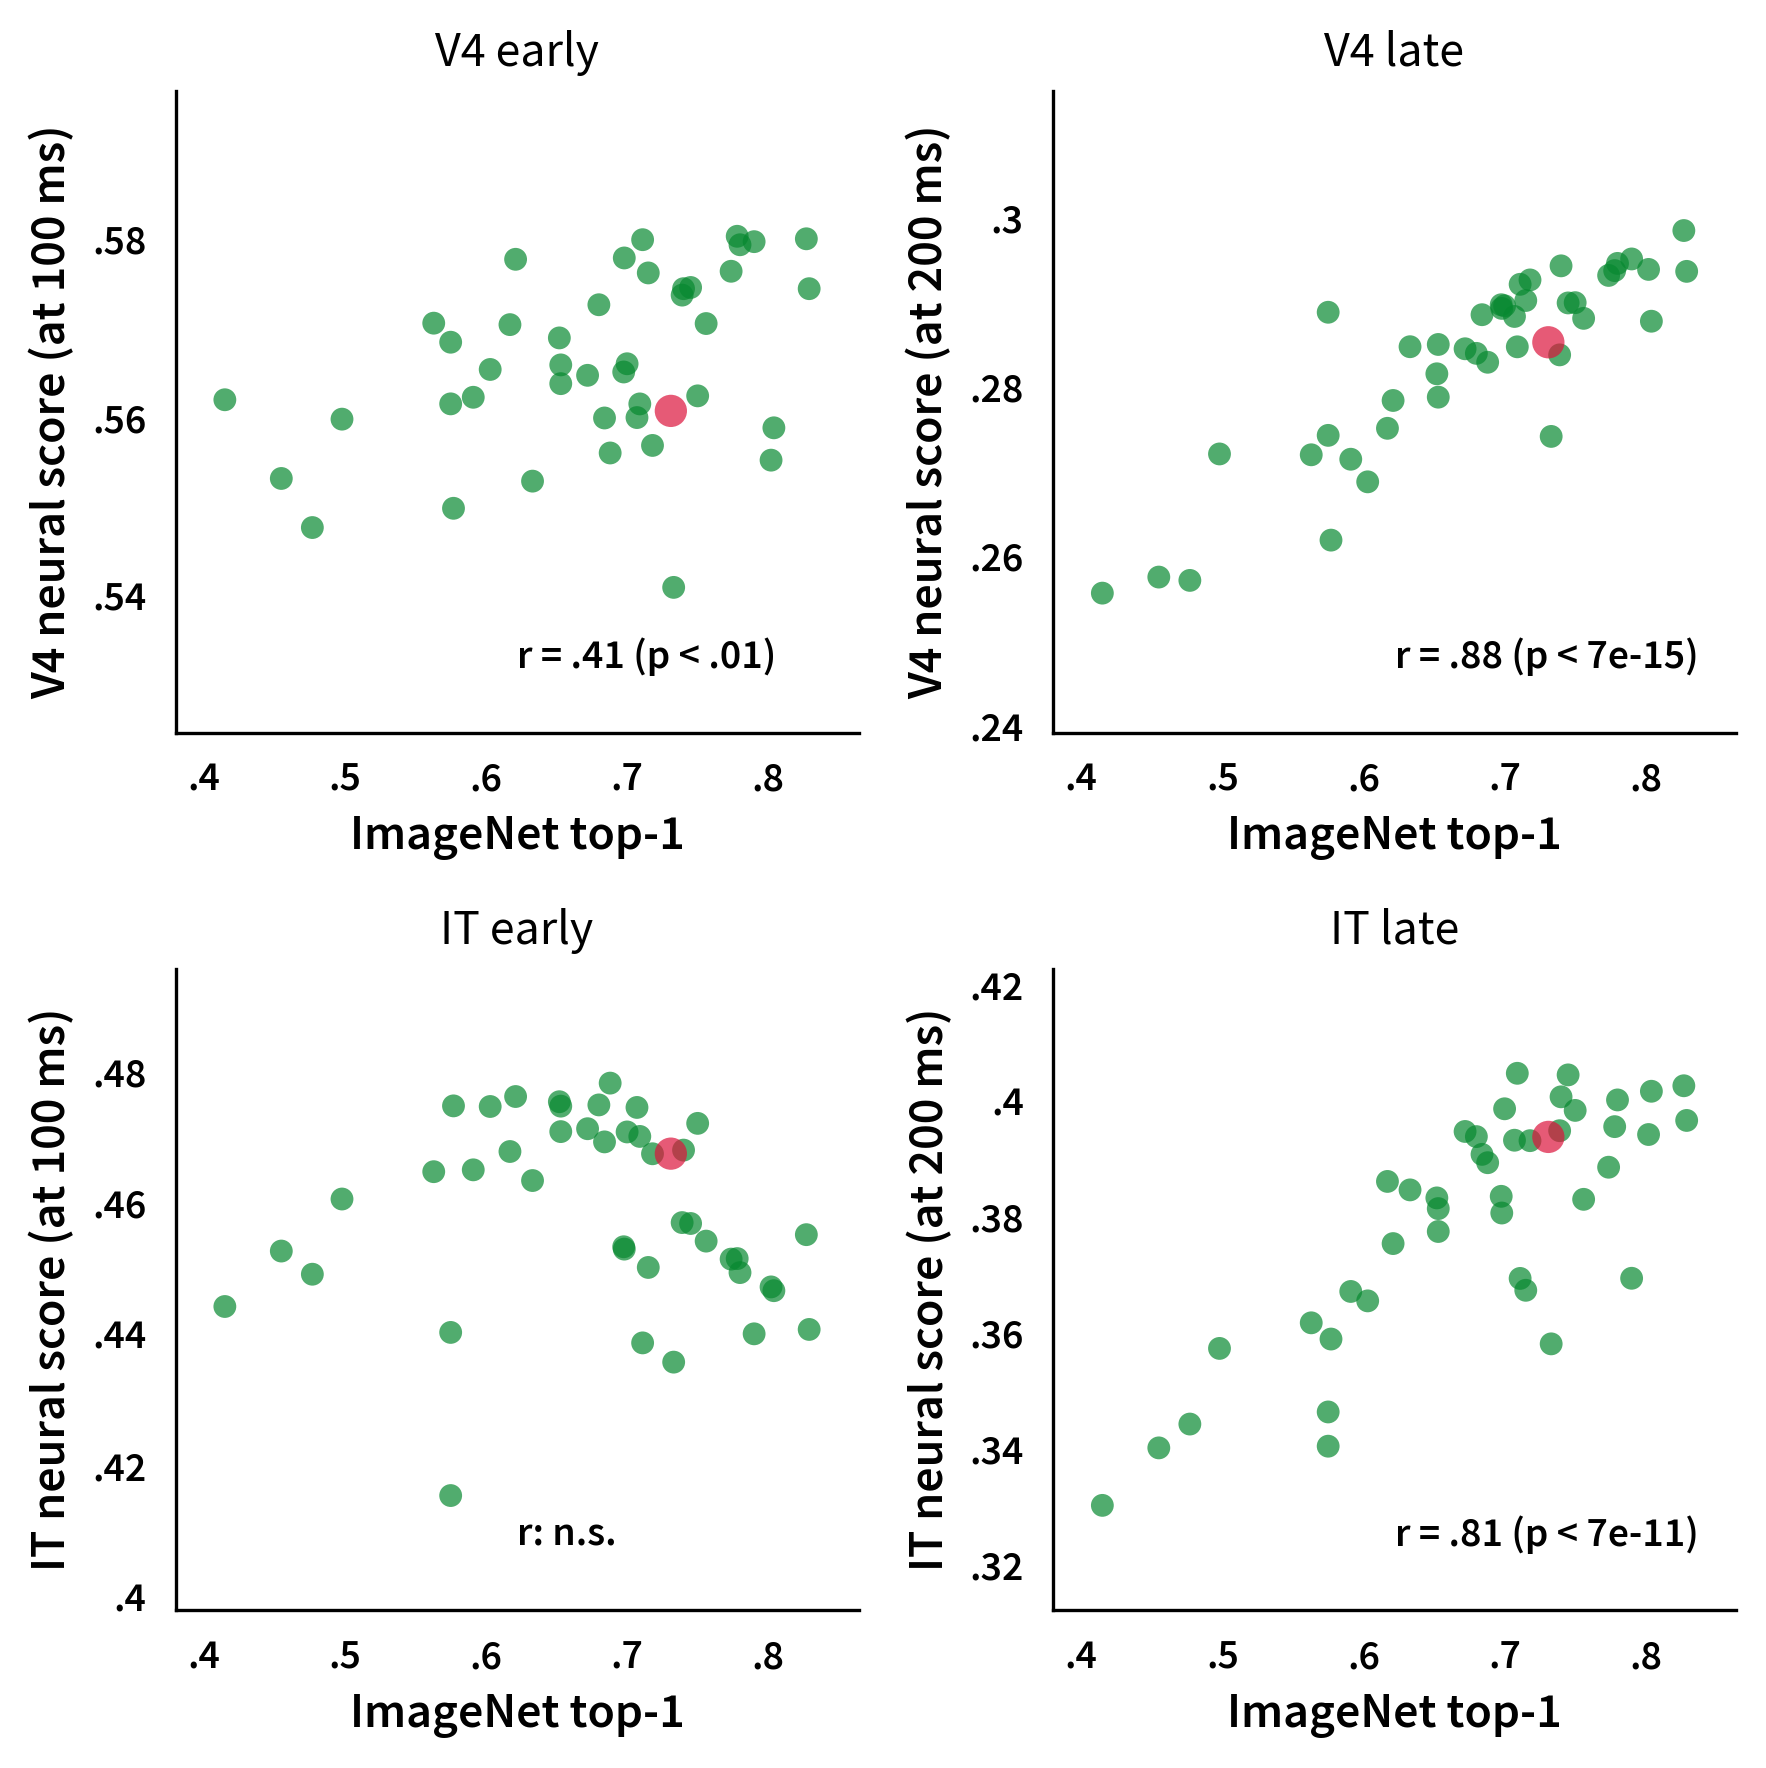 V4 early
V4 neural score (at 100 ms)
.58
.56
.54
r = .41 (p < .01)
.4 .5 .6 .7 .8
ImageNet top-1
V4 late
V4 neural score (at 200 ms)
.3
.28
.26
.24
r = .88 (p < 7e-15)
.4 .5 .6 .7 .8
ImageNet top-1
IT early
IT neural score (at 100 ms)
.48
.46
.44
.42
.4
r: n.s.
.4 .5 .6 .7 .8
ImageNet top-1
IT late
IT neural score (at 200 ms)
.42
.4
.38
.36
.34
.32
r = .81 (p < 7e-11)
.4 .5 .6 .7 .8
ImageNet top-1